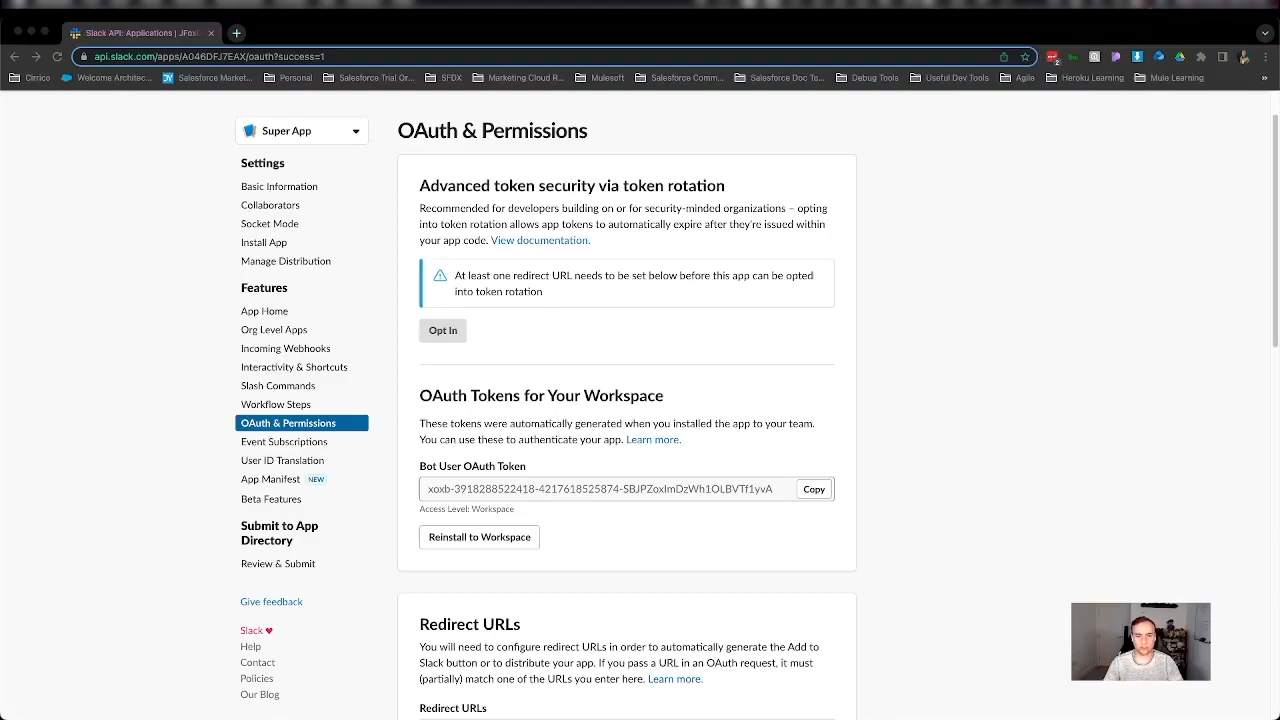 Slack API: Applications | JFox
api.slack.com/apps/A046DFJ7EAX/oauth?success=1
Cirrico
Welcome Architec...
Salesforce Market...
Personal
Salesforce Trial Or...
SFDX
Marketing Cloud R...
Mulesoft
Salesforce Comm...
Salesforce Doc To...
Debug Tools
Useful Dev Tools
Agile
Heroku Learning
Mule Learning
»
Super App
Settings
Basic Information
Collaborators
Socket Mode
Install App
Manage Distribution
Features
App Home
Org Level Apps
Incoming Webhooks
Interactivity & Shortcuts
Slash Commands
Workflow Steps
OAuth & Permissions
Event Subscriptions
User ID Translation
App Manifest NEW
Beta Features
Submit to App
Directory
Review & Submit
Give feedback
Slack ♥
Help
Contact
Policies
Our Blog
OAuth & Permissions
Advanced token security via token rotation
Recommended for developers building on or for security-minded organizations – opting
into token rotation allows app tokens to automatically expire after they're issued within
your app code. View documentation.
At least one redirect URL needs to be set below before this app can be opted
into token rotation
Opt In
OAuth Tokens for Your Workspace
These tokens were automatically generated when you installed the app to your team.
You can use these to authenticate your app. Learn more.
Bot User OAuth Token
xoxb-3918288522418-4217618525874-SBJPZoxImDzWh1OLBVTf1yvA
Copy
Access Level: Workspace
Reinstall to Workspace
Redirect URLs
You will need to configure redirect URLs in order to automatically generate the Add to
Slack button or to distribute your app. If you pass a URL in an OAuth request, it must
(partially) match one of the URLs you enter here. Learn more.
Redirect URLs